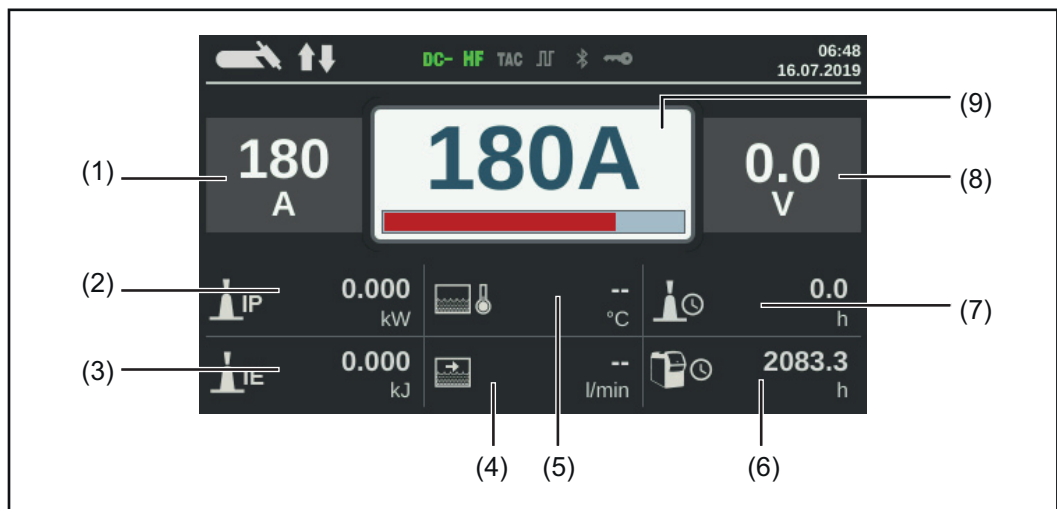 DC- HF TAC
06:48
16.07.2019
(1)
180
A
180A
0.0
V
(9)
(8)
(2)
IP
0.000
kW
--
°C
0.0
h
(7)
(3)
IE
0.000
kJ
--
l/min
2083.3
h
(4)
(5)
(6)